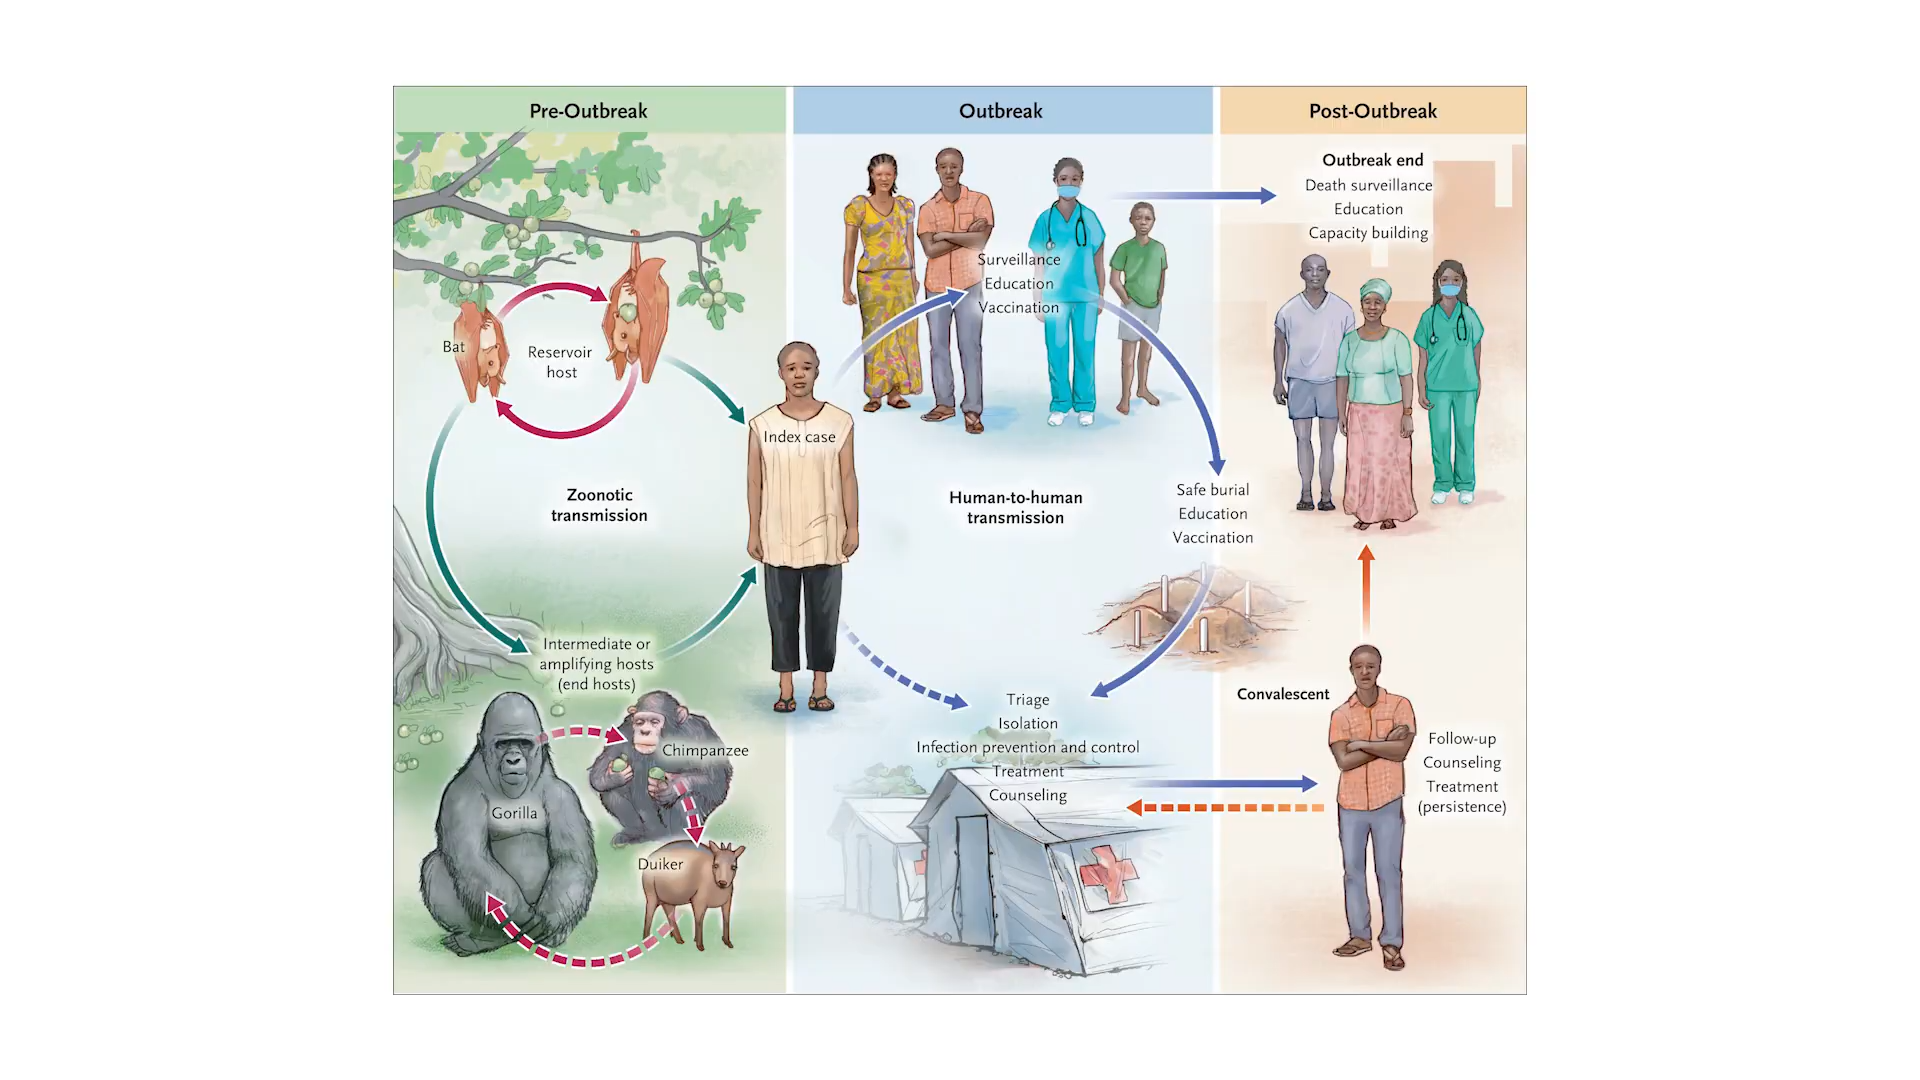 Pre-Outbreak
Outbreak
Post-Outbreak
Bat
Reservoir
host
Zoonotic
transmission
Intermediate or
amplifying hosts
(end hosts)
Chimpanzee
Gorilla
Duiker
Index case
Surveillance
Education
Vaccination
Human-to-human
transmission
Safe burial
Education
Vaccination
Triage
Isolation
Infection prevention and control
Treatment
Counseling
Outbreak end
Death surveillance
Education
Capacity building
Convalescent
Follow-up
Counseling
Treatment
(persistence)